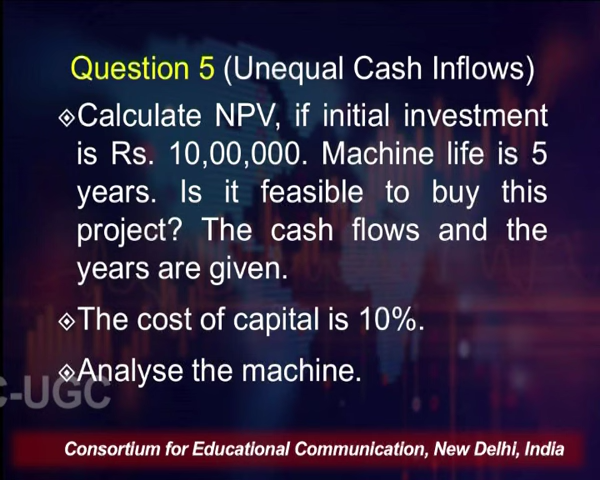 Question 5 (Unequal Cash Inflows)
Calculate NPV, if initial investment
is Rs. 10,00,000. Machine life is 5
years. Is it feasible to buy this
project? The cash flows and the
years are given.
The cost of capital is 10%.
Analyse the machine.
C-UGC
Consortium for Educational Communication, New Delhi, India